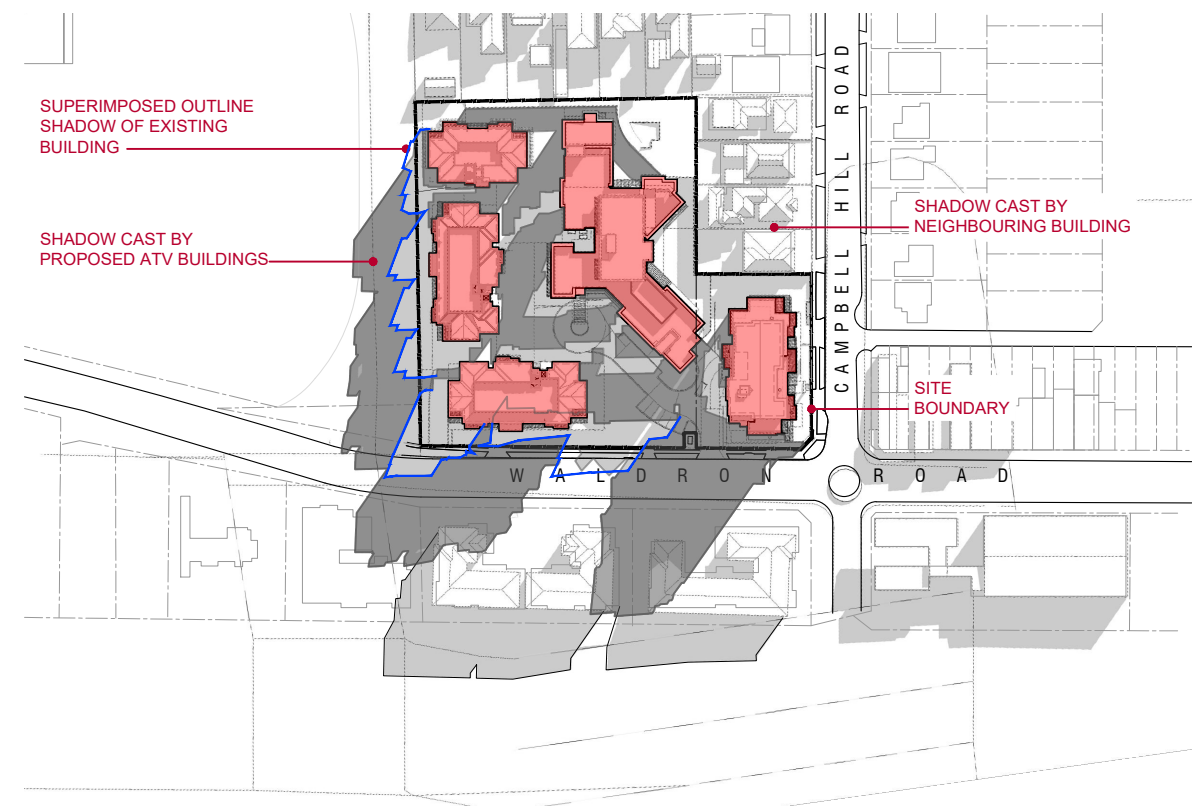 SUPERIMPOSED OUTLINE
SHADOW OF EXISTING
BUILDING
SHADOW CAST BY
PROPOSED ATV BUILDINGS
SHADOW CAST BY
NEIGHBOURING BUILDING
SITE
BOUNDARY
CAMPBELL HILL ROAD
WALDRON ROAD